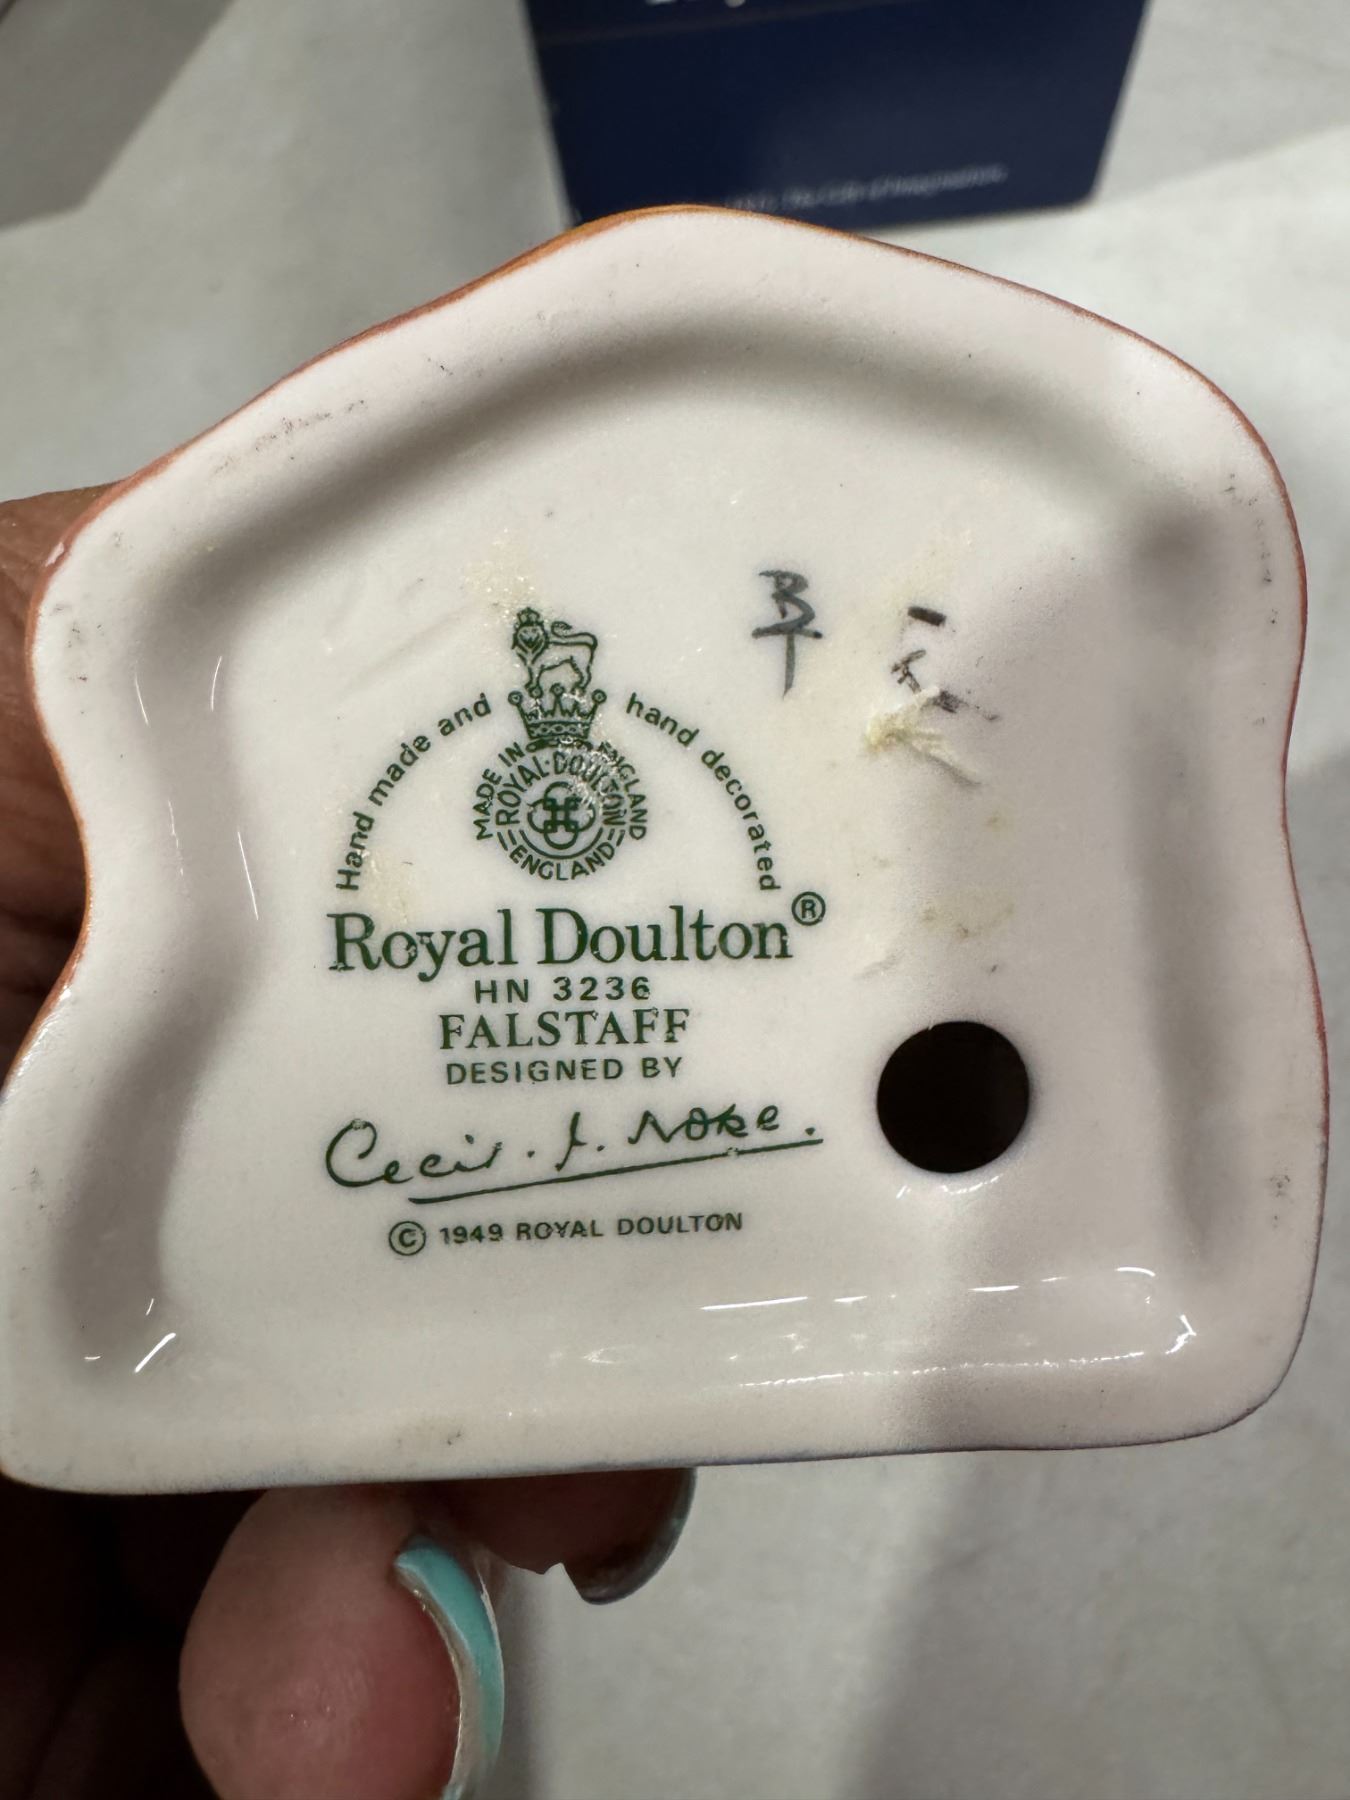 BT
Hand made and hand decorated
MADE IN ENGLAND
ROYAL·DOULTON
ENGLAND
Royal Doulton®
HN 3236
FALSTAFF
DESIGNED BY
Cecil. J. Noke.
© 1949 ROYAL DOULTON